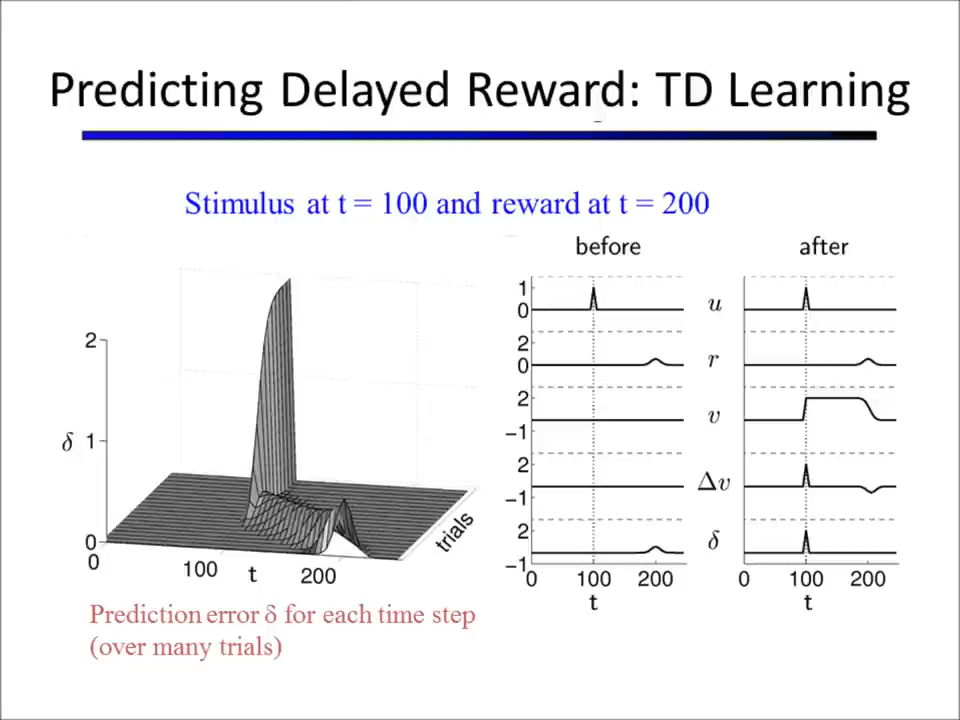 Predicting Delayed Reward: TD Learning
Stimulus at t = 100 and reward at t = 200
2
δ 1
0
0
100
t
200
trials
Prediction error δ for each time step
(over many trials)
before
after
1
0
u
2
0
r
2
−1
v
2
−1
Δv
2
−1
δ
0 100 200
t
0 100 200
t